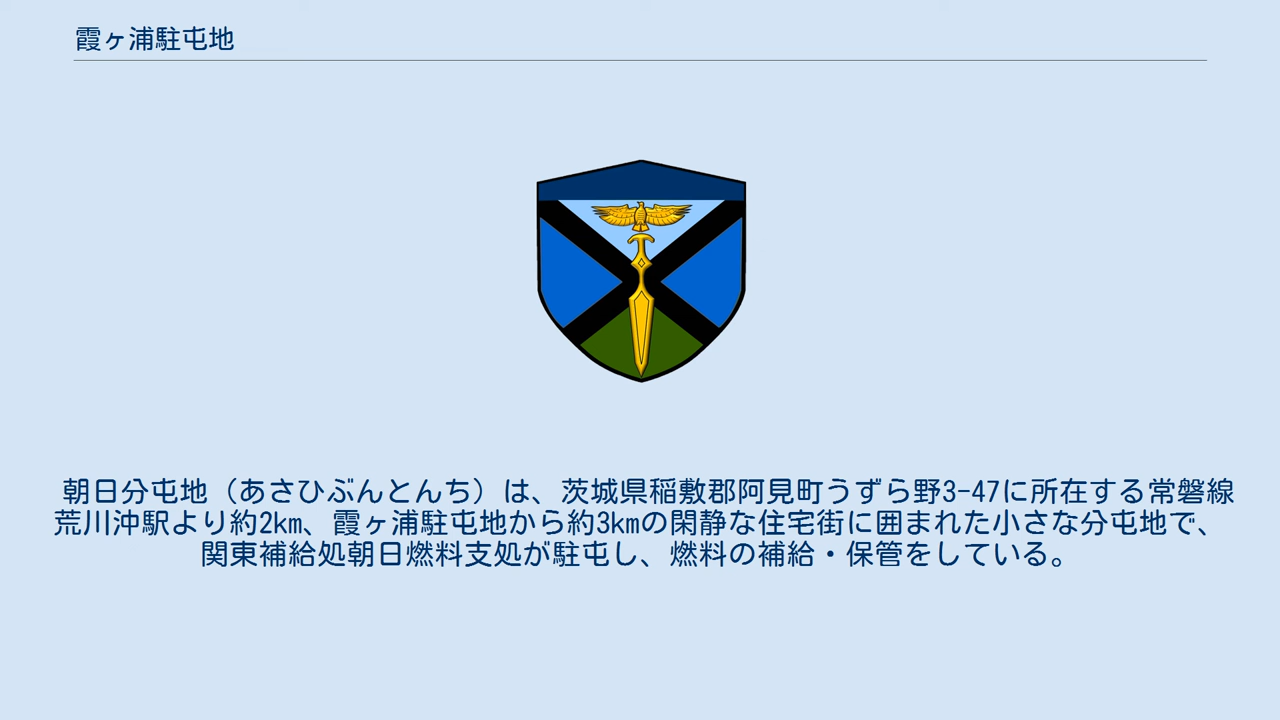 霞ヶ浦駐屯地
朝日分屯地（あさひぶんとんち）は、茨城県稲敷郡阿見町うずら野3-47に所在する常磐線
荒川沖駅より約2km、霞ヶ浦駐屯地から約3kmの閑静な住宅街に囲まれた小さな分屯地で、
関東補給処朝日燃料支処が駐屯し、燃料の補給・保管をしている。